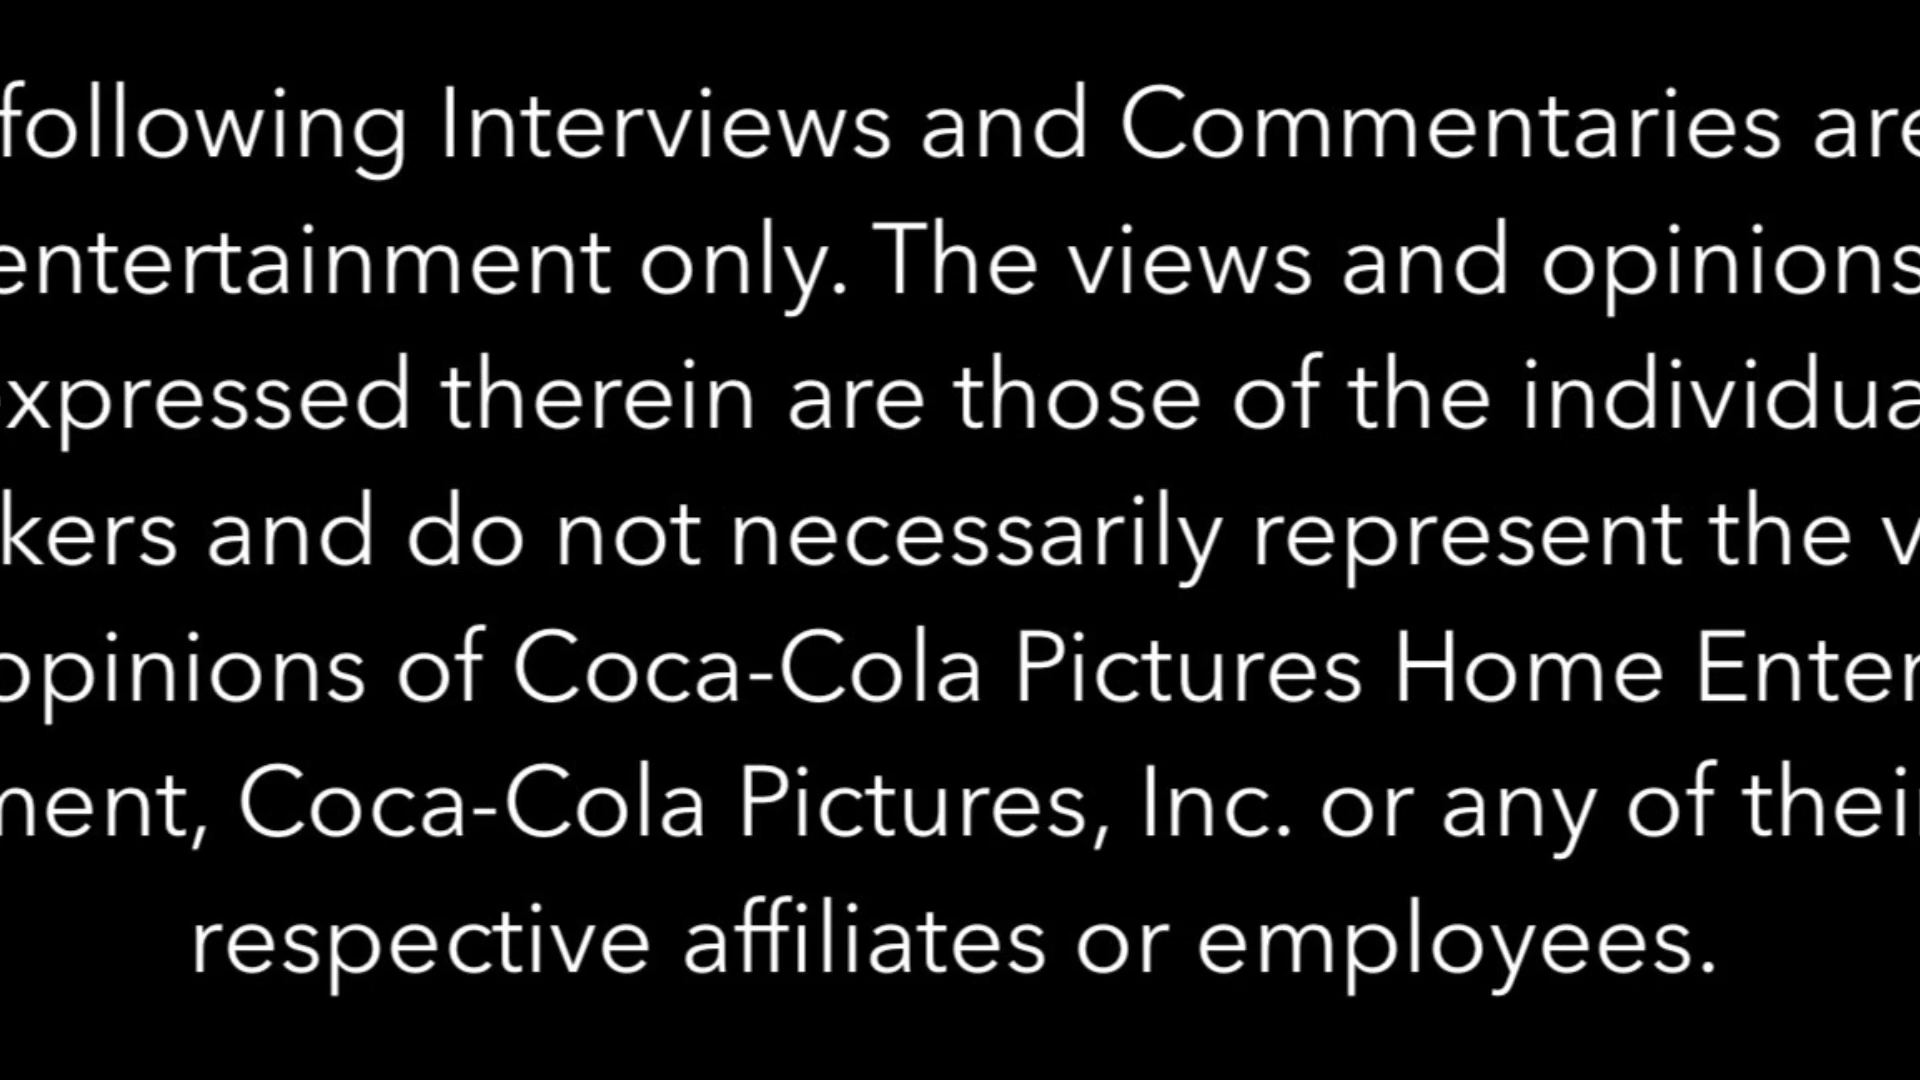 following Interviews and Commentaries are
entertainment only. The views and opinions
expressed therein are those of the individua
kers and do not necessarily represent the v
opinions of Coca-Cola Pictures Home Enter
ment, Coca-Cola Pictures, Inc. or any of their
respective affiliates or employees.